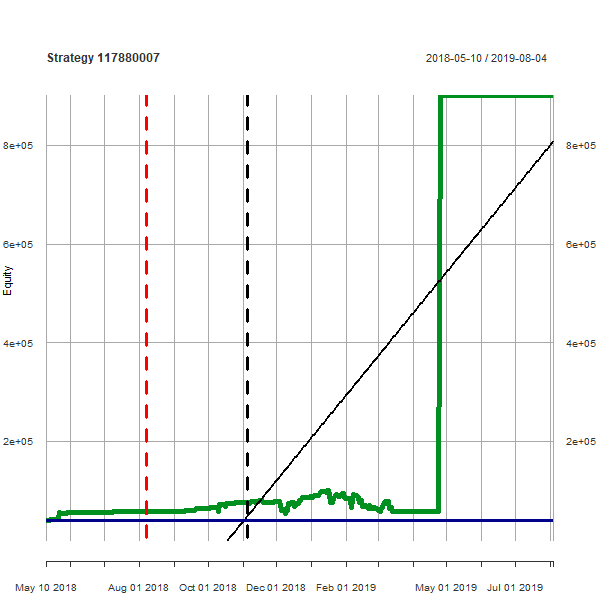 Strategy 117880007
2018-05-10 / 2019-08-04
8e+05
8e+05
6e+05
6e+05
Equity
4e+05
4e+05
2e+05
2e+05
May 10 2018
Aug 01 2018
Oct 01 2018
Dec 01 2018
Feb 01 2019
May 01 2019
Jul 01 2019